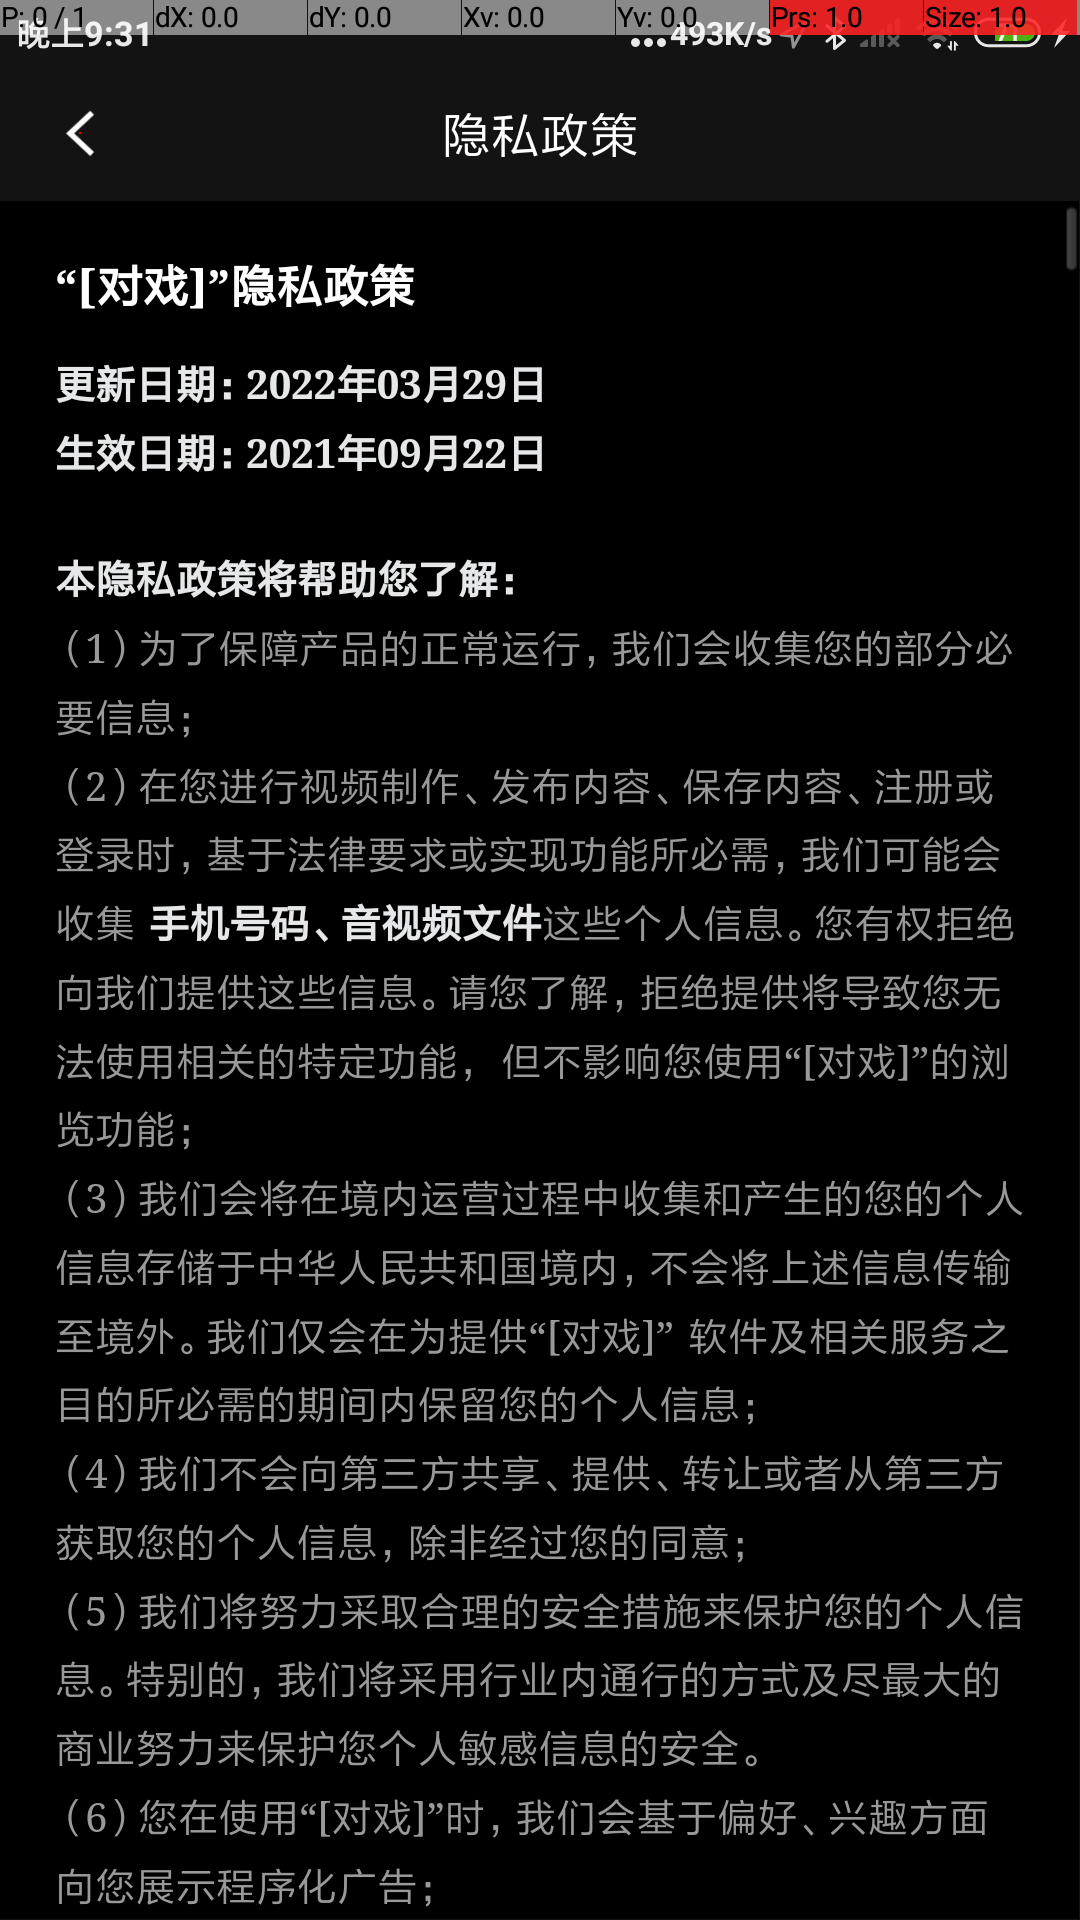 P: 0 / 1 dX: 0.0 dY: 0.0 Xv: 0.0 Yv: 0.0 Prs: 1.0 Size: 1.0
晚上9:31 ...493K/s 71
隐私政策
“[对戏]”隐私政策
更新日期: 2022年03月29日
生效日期: 2021年09月22日
本隐私政策将帮助您了解:
（1）为了保障产品的正常运行, 我们会收集您的部分必
要信息;
（2）在您进行视频制作、发布内容、保存内容、注册或
登录时, 基于法律要求或实现功能所必需, 我们可能会
收集 手机号码、音视频文件这些个人信息。您有权拒绝
向我们提供这些信息。请您了解, 拒绝提供将导致您无
法使用相关的特定功能, 但不影响您使用“[对戏]”的浏
览功能;
（3）我们会将在境内运营过程中收集和产生的您的个人
信息存储于中华人民共和国境内, 不会将上述信息传输
至境外。我们仅会在为提供“[对戏]” 软件及相关服务之
目的所必需的期间内保留您的个人信息;
（4）我们不会向第三方共享、提供、转让或者从第三方
获取您的个人信息, 除非经过您的同意;
（5）我们将努力采取合理的安全措施来保护您的个人信
息。特别的, 我们将采用行业内通行的方式及尽最大的
商业努力来保护您个人敏感信息的安全。
（6）您在使用“[对戏]”时, 我们会基于偏好、兴趣方面
向您展示程序化广告;